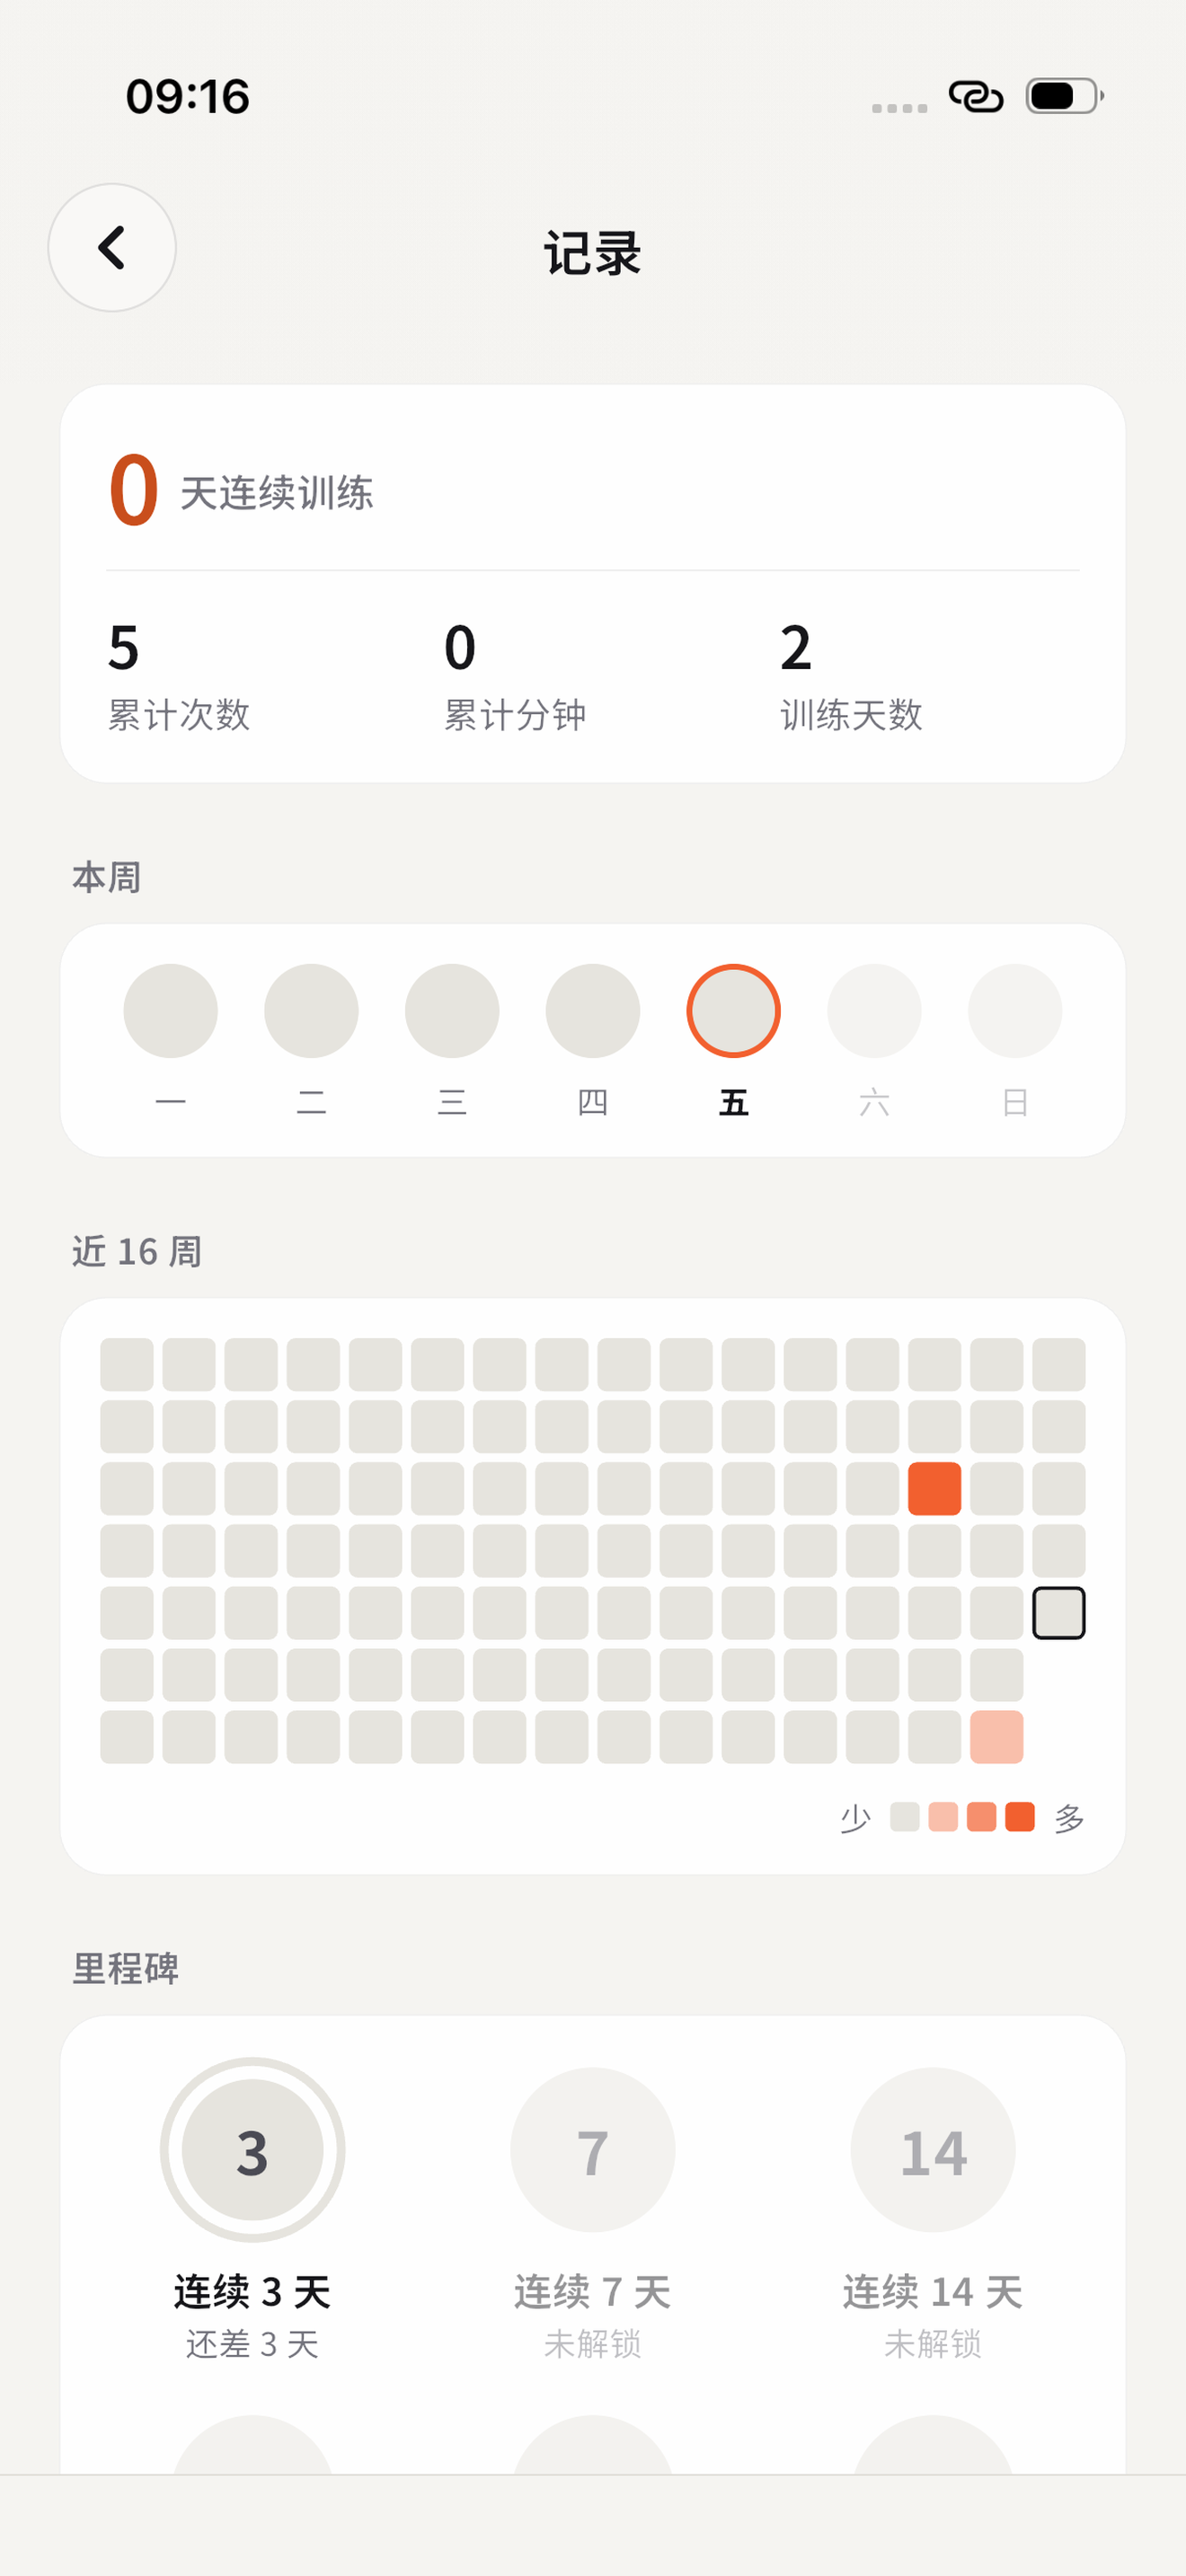 09:16
记录
0 天连续训练
5 0 2
累计次数 累计分钟 训练天数
本周
一 二 三 四 五 六 日
近 16 周
少 多
里程碑
3 7 14
连续 3 天 连续 7 天 连续 14 天
还差 3 天 未解锁 未解锁